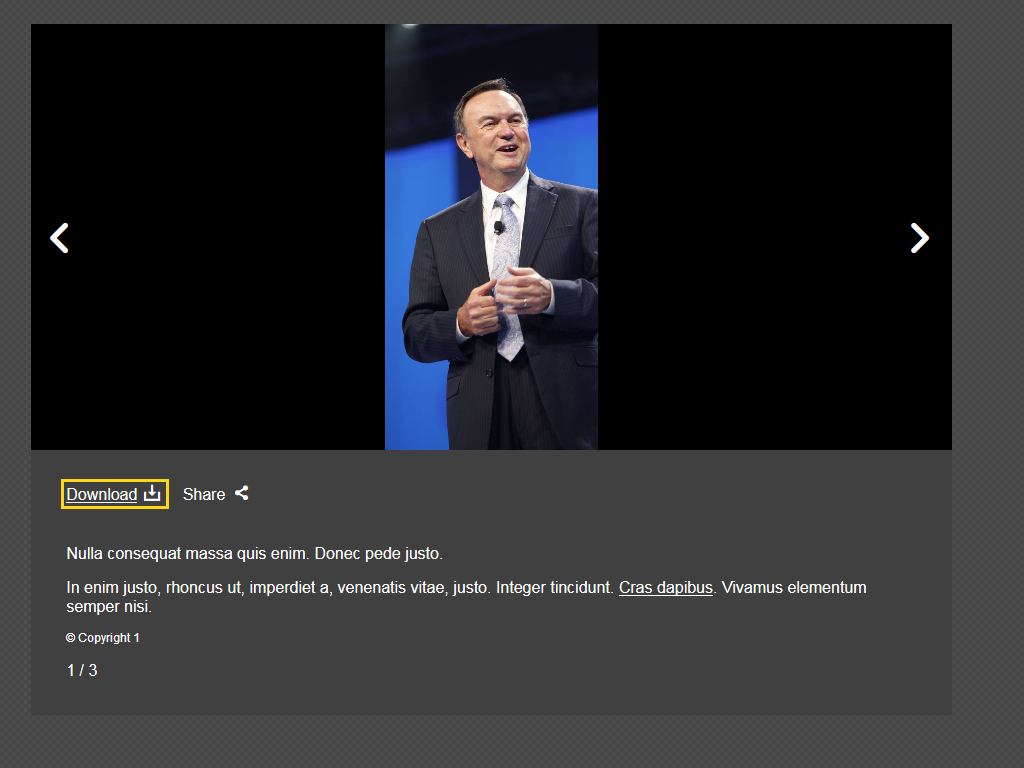 Download Share
Nulla consequat massa quis enim. Donec pede justo.
In enim justo, rhoncus ut, imperdiet a, venenatis vitae, justo. Integer tincidunt. Cras dapibus. Vivamus elementum
semper nisi.
© Copyright 1
1 / 3